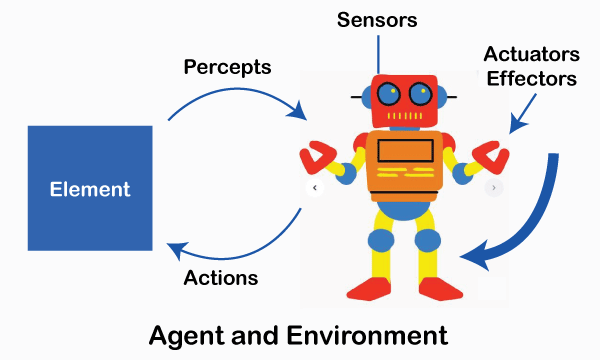 Sensors
Actuators
Effectors
Percepts
Element
Actions
Agent and Environment